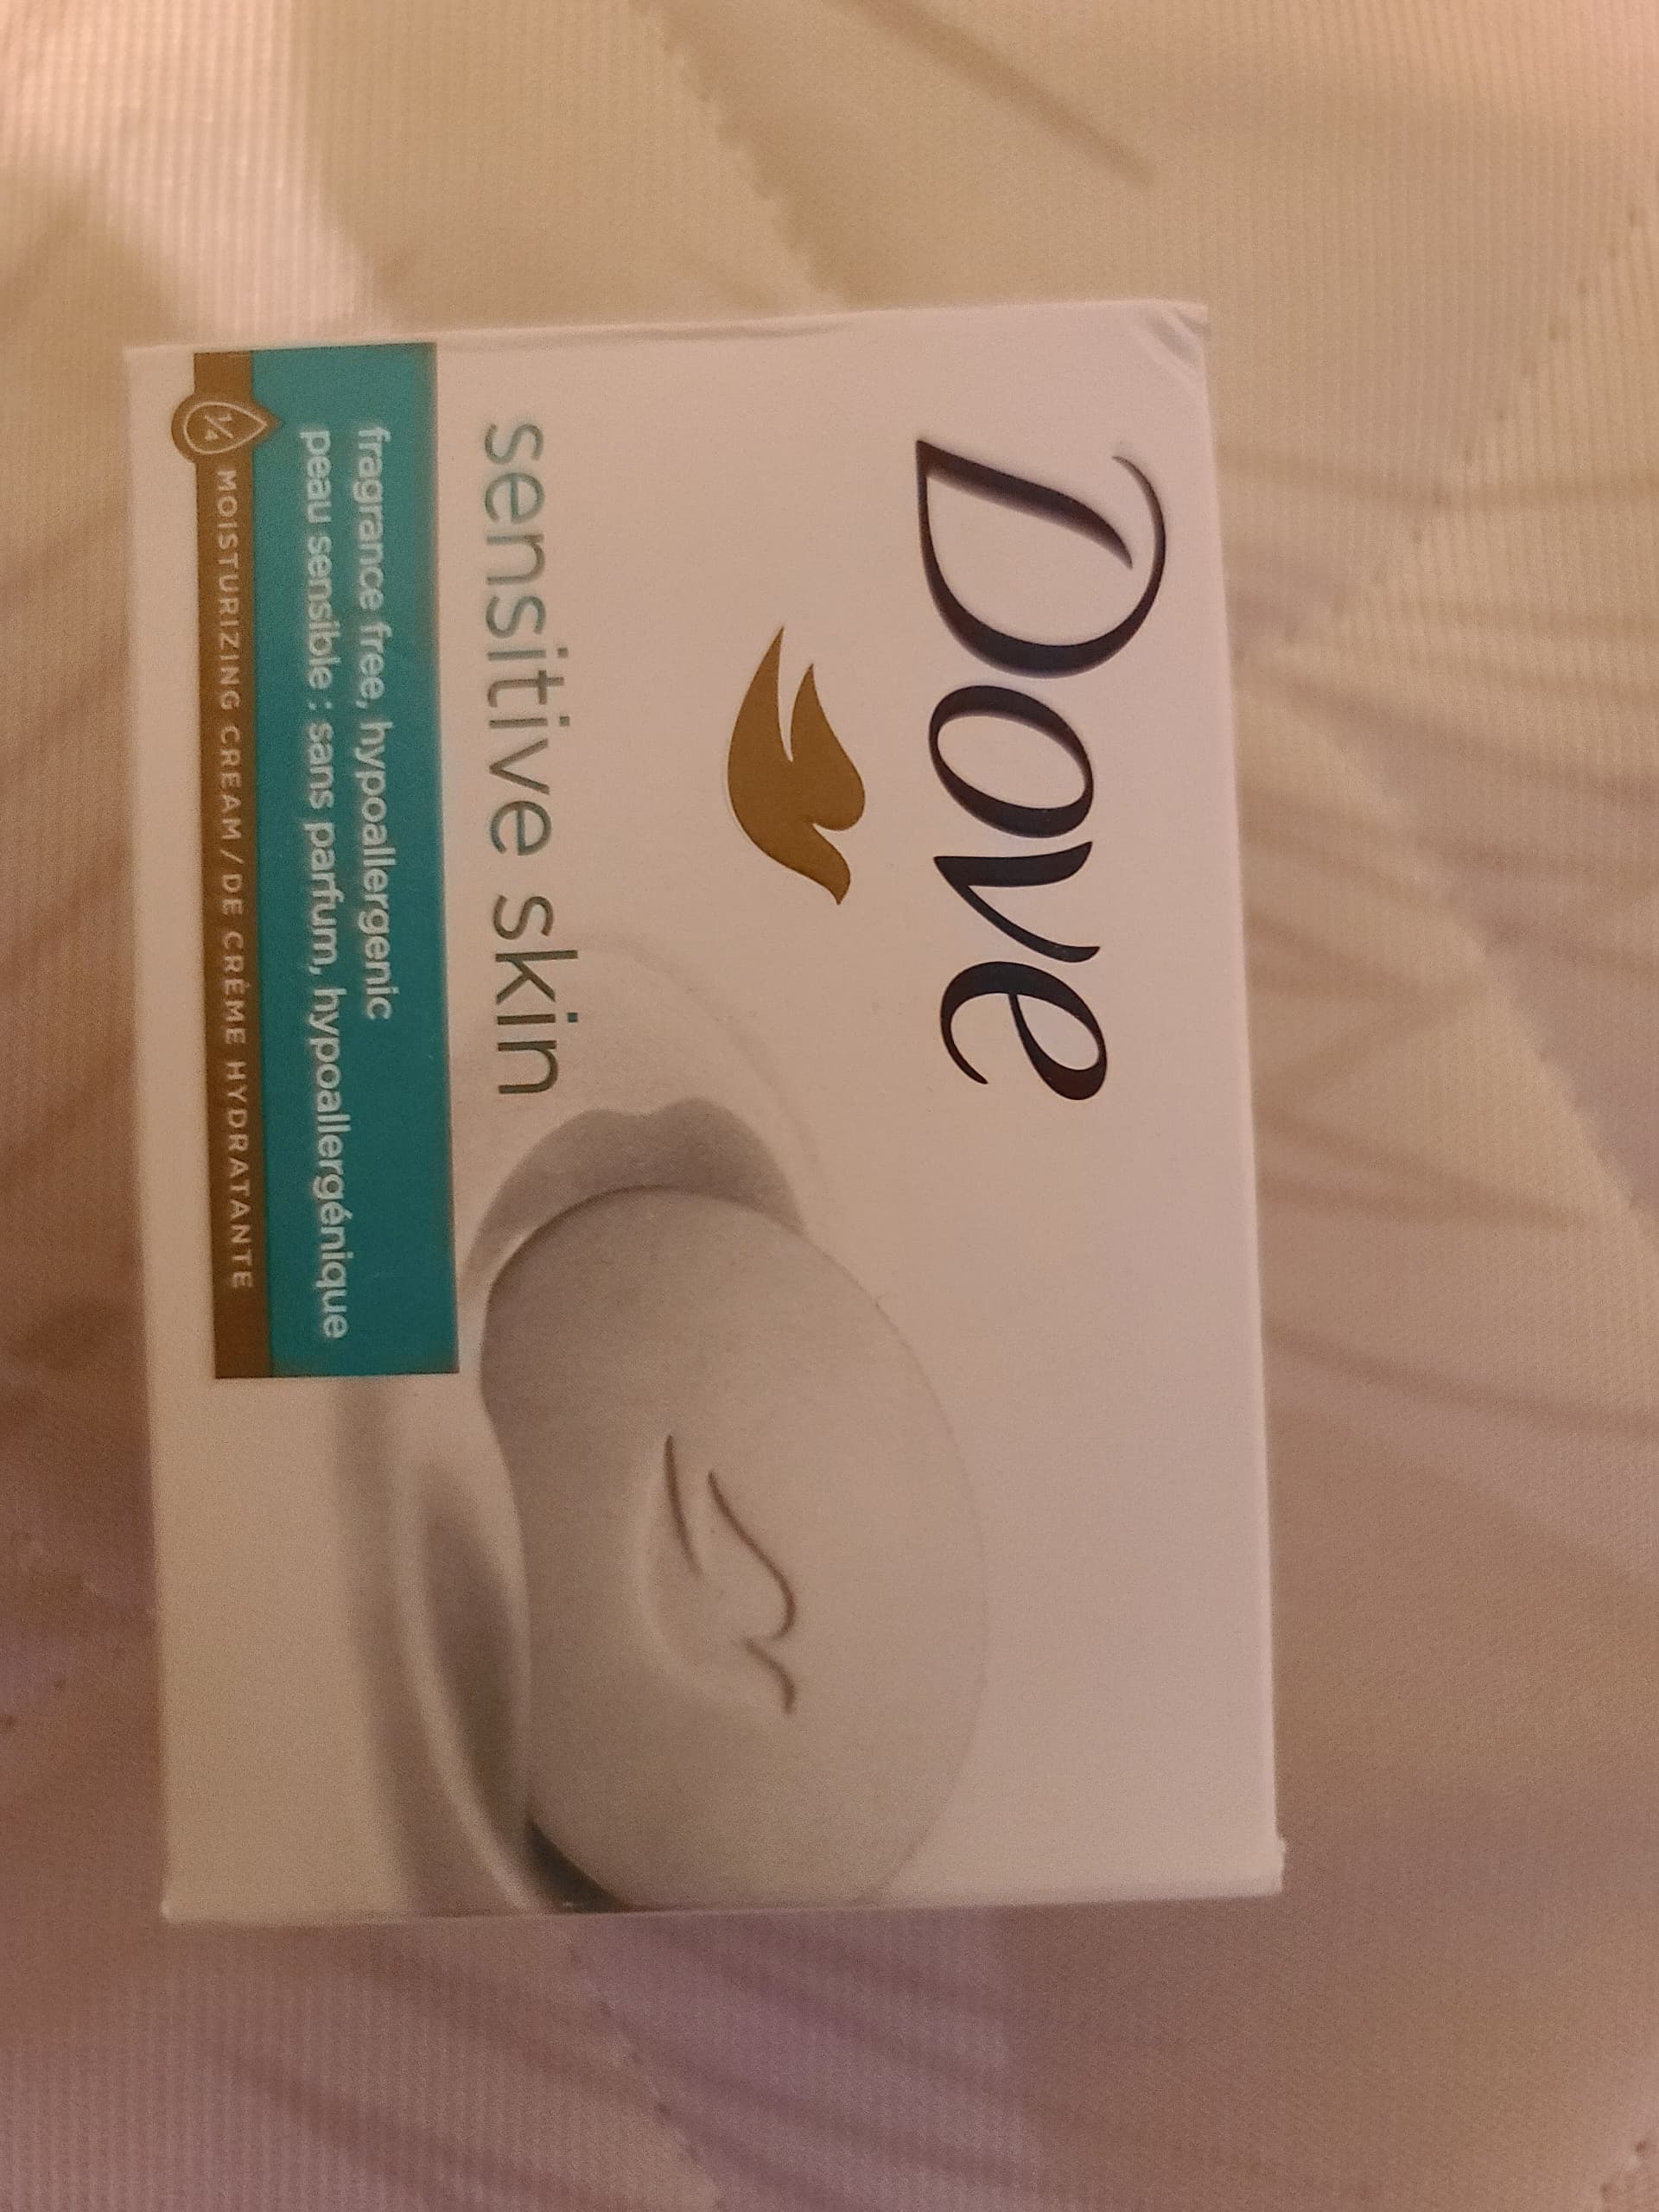 Dove
sensitive skin
fragrance free, hypoallergenic
peau sensible : sans parfum, hypoallergénique
¼ MOISTURIZING CREAM / DE CRÈME HYDRATANTE